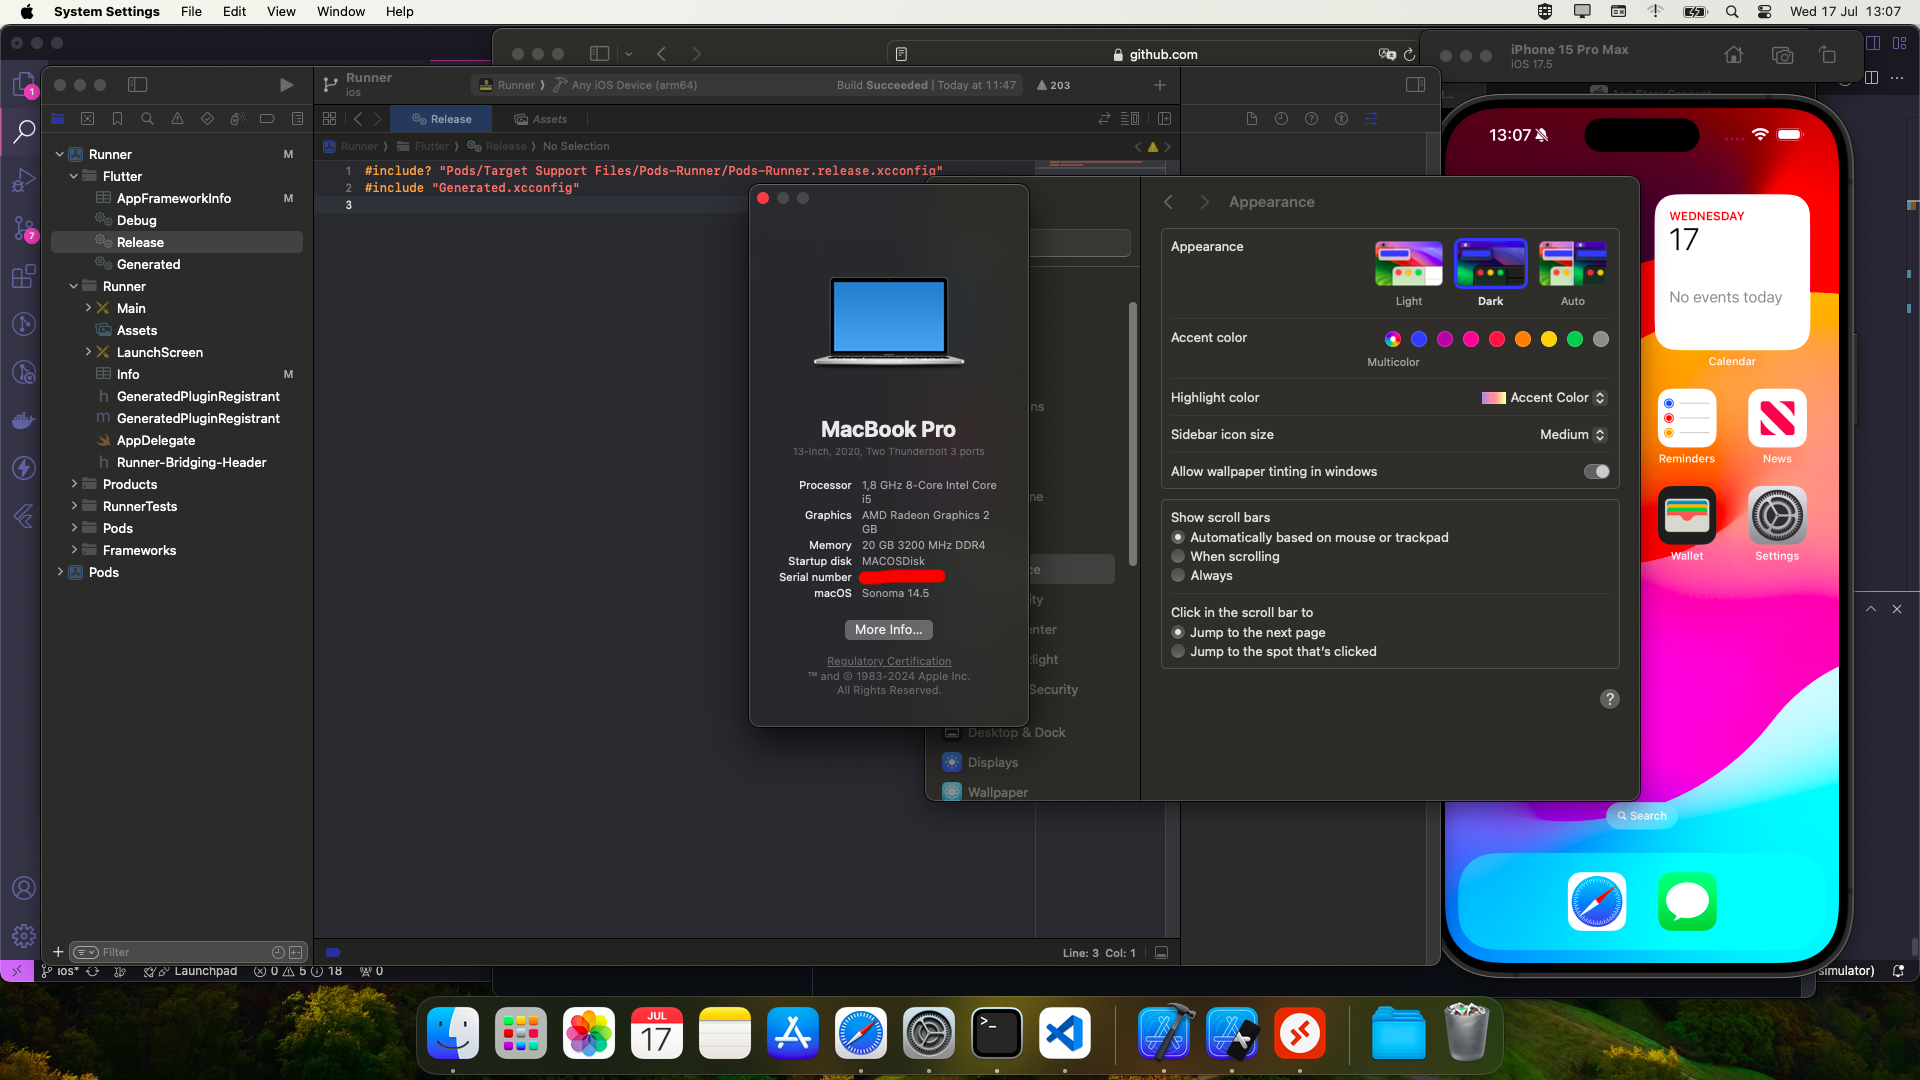 System Settings File Edit View Window Help
Wed 17 Jul 13:07
github.com
iPhone 15 Pro Max
iOS 17.5
Runner
ios
Runner
Any iOS Device (arm64)
Build Succeeded | Today at 11:47
203
Release
Assets
Runner
Flutter
Release
No Selection
1 #include? "Pods/Target Support Files/Pods-Runner/Pods-Runner.release.xcconfig"
2 #include "Generated.xcconfig"
3
1
7
Runner M
Flutter
AppFrameworkInfo M
Debug
Release
Generated
Runner
Main
Assets
LaunchScreen
Info M
h GeneratedPluginRegistrant
m GeneratedPluginRegistrant
AppDelegate
h Runner-Bridging-Header
Products
RunnerTests
Pods
Frameworks
Pods
Filter
Line: 3 Col: 1
ios*
Launchpad
0 5 18
0
simulator)
MacBook Pro
13-inch, 2020, Two Thunderbolt 3 ports
Processor 1,8 GHz 8-Core Intel Core
i5
Graphics AMD Radeon Graphics 2
GB
Memory 20 GB 3200 MHz DDR4
Startup disk MACOSDisk
Serial number
macOS Sonoma 14.5
More Info...
Regulatory Certification
™ and © 1983-2024 Apple Inc.
All Rights Reserved.
Desktop & Dock
Displays
Wallpaper
Security
Appearance
Appearance
Light
Dark
Auto
Accent color
Multicolor
Highlight color
Accent Color
Sidebar icon size
Medium
Allow wallpaper tinting in windows
Show scroll bars
Automatically based on mouse or trackpad
When scrolling
Always
Click in the scroll bar to
Jump to the next page
Jump to the spot that's clicked
?
13:07
WEDNESDAY
17
No events today
Calendar
Reminders
News
Wallet
Settings
Search
JUL
17